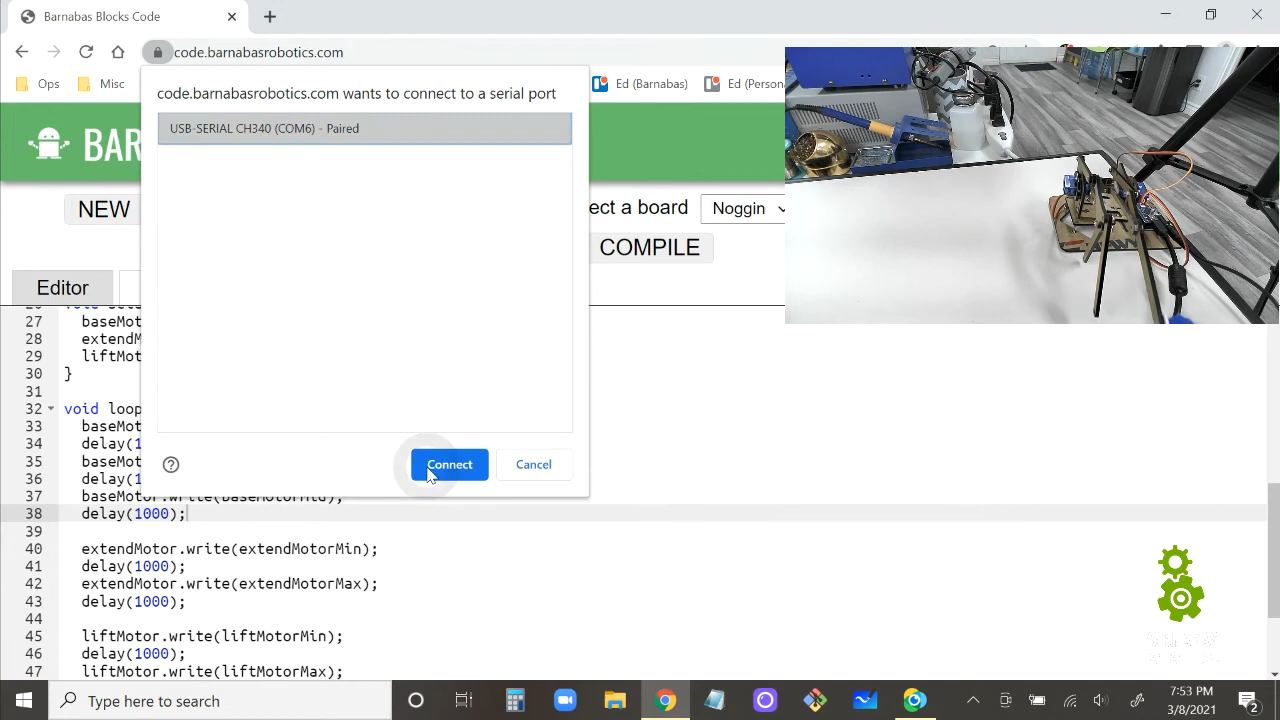 Barnabas Blocks Code
code.barnabasrobotics.com
Ops
Misc
Ed (Barnabas)
Ed (Person
code.barnabasrobotics.com wants to connect to a serial port
USB-SERIAL CH340 (COM6) - Paired
Connect
Cancel
BAR
NEW
ect a board
Noggin
COMPILE
Editor
27 baseMot
28 extendM
29 liftMot
30 }
31
32 void loop
33 baseMot
34 delay(1
35 baseMot
36 delay(1
37 baseMotor.write(baseMotorMid);
38 delay(1000);
39
40 extendMotor.write(extendMotorMin);
41 delay(1000);
42 extendMotor.write(extendMotorMax);
43 delay(1000);
44
45 liftMotor.write(liftMotorMin);
46 delay(1000);
47 liftMotor.write(liftMotorMax);
Type here to search
7:53 PM
3/8/2021
2